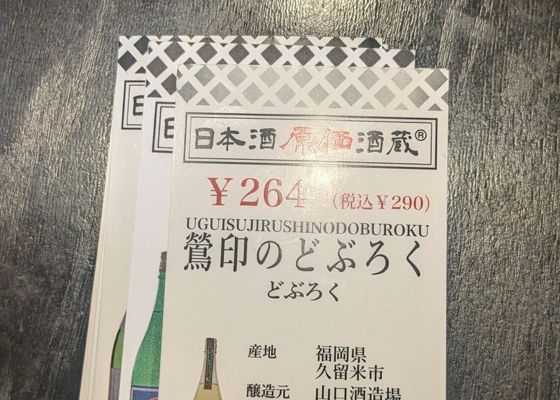 日本酒原価酒蔵®
￥264 (税込￥290)
UGUISUJIRUSHINODOBUROKU
鶯印のどぶろく
どぶろく
産地 福岡県
久留米市
醸造元 山口酒造場